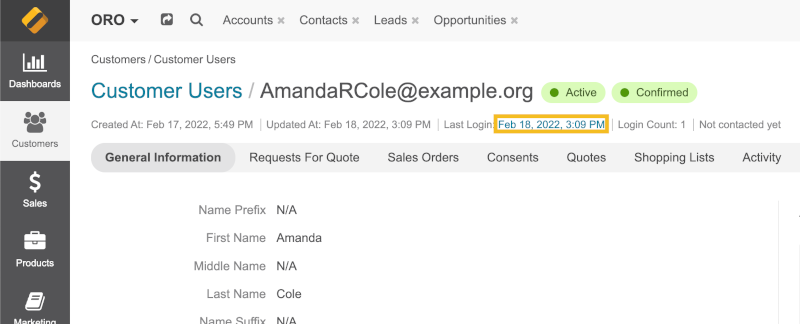 ORO
Accounts × Contacts × Leads × Opportunities ×
Dashboards
Customers
Sales
Products
Marketing
Customers / Customer Users
Customer Users / AmandaRCole@example.org Active Confirmed
Created At: Feb 17, 2022, 5:49 PM Updated At: Feb 18, 2022, 3:09 PM Last Login: Feb 18, 2022, 3:09 PM Login Count: 1 Not contacted yet
General Information Requests For Quote Sales Orders Consents Quotes Shopping Lists Activity
Name Prefix N/A
First Name Amanda
Middle Name N/A
Last Name Cole
Name Suffix N/A